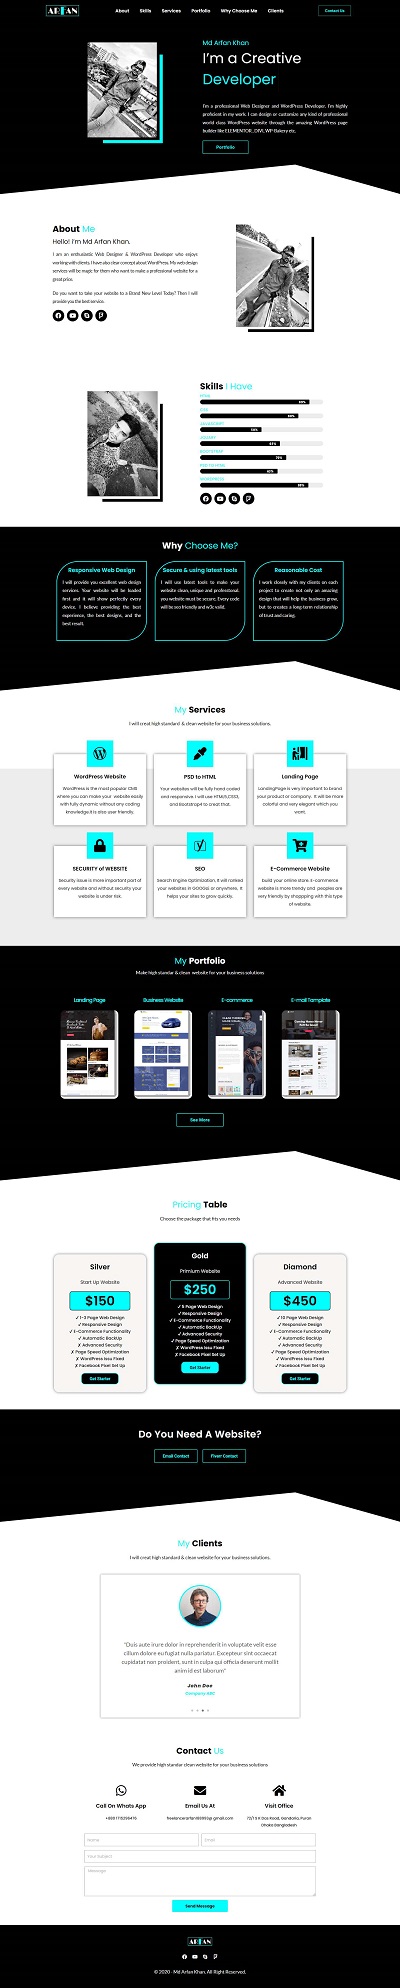 ARFAN
About Skills Services Portfolio Why Choose Me Clients
Contact Us
Md Arfan Khan
I'm a Creative
Developer
I'm a professional Web Designer and WordPress Developer. I'm highly
proficient in my work. I can design or customize any kind of professional
world class WordPress website through the amazing WordPress page
builder like ELEMENTOR, DIVI, WP Bakery etc.
Portfolio
About Me
Hello! I'm Md Arfan Khan.
I am an enthusiastic Web Designer & WordPress Developer who enjoys
working with clients. I have also clear concept about WordPress. My web design
services will be magic for them who want to make a professional website for a
great price.
Do you want to take your website to a Brand New Level Today? Then I will
provide you the best service.
Skills I Have
HTML
CSS
JAVASCRIPT
JQUERY
BOOTSTRAP
PSD TO HTML
WORDPRESS
Why Choose Me?
Responsive Web Design
I will provide you excellent web design
services. Your website will be loaded
first and it will show perfectly every
device. I believe providing the best
experience, the best designs, and the
best result.
Secure & using latest tools
I will use latest tools to make your
website clean, unique and professional.
you website must be secure. Every code
will be seo friendly and w3c valid.
Reasonable Cost
I work closely with my clients on each
project to create not only an amazing
design that will help the business grow,
but to creates a long-term relationship
of trust and caring.
My Services
I will creat high standard & clean website for your business solutions.
WordPress Website
WordPress is the most popular CMS
where you can make your website easily
with fully dynamic without any coding
knowledge.It is also user friendly.
PSD to HTML
Your websites will be fully hand coded
and responsive. I will use HTML5,CSS3,
and Bootstrap4 to creat that.
Landing Page
LandingPage is very important to brand
your product or company. It will be more
colorful and very elegant which you
want.
SECURITY of WEBSITE
Security issue is more important part of
every website and without security your
website is under risk.
SEO
Search Engine Optimization. It will ranked
your websites in GOOGLE or anywhere. It
helps your sites to grow quickly.
E-Commerce Website
build your online store. E-commerce
website is more trendy and peoples are
very friendly by shoppping with this type
of website.
My Portfolio
Make high standar & clean website for your business solutions
Landing Page
Business Website
E-commerce
E-mail Template
See More
Pricing Table
Choose the package that fits you needs
Silver
Start Up Website
$150
✓ 1-3 Page Web Design
✓ Responsive Design
✓ E-Commerce Functionality
✓ Automatic BackUp
✗ Advanced Security
✗ Page Speed Optimization
✗ WordPress Issu Fixed
✗ Facebook Pixel Set Up
Get Starter
Gold
Primium Website
$250
✓ 5 Page Web Design
✓ Responsive Design
✓ E-Commerce Functionality
✓ Automatic BackUp
✓ Advanced Security
✓ Page Speed Optimization
✗ WordPress Issu Fixed
✗ Facebook Pixel Set Up
Get Starter
Diamond
Advanced Website
$450
✓ 10 Page Web Design
✓ Responsive Design
✓ E-Commerce Functionality
✓ Automatic BackUp
✓ Advanced Security
✓ Page Speed Optimization
✓ WordPress Issu Fixed
✓ Facebook Pixel Set Up
Get Starter
Do You Need A Website?
Email Contact
Fiverr Contact
My Clients
I will creat high standard & clean website for your business solutions.
"Duis aute irure dolor in reprehenderit in voluptate velit esse
cillum dolore eu fugiat nulla pariatur. Excepteur sint occaecat
cupidatat non proident, sunt in culpa qui officia deserunt mollit
anim id est laborum"
John Doe
Company ABC
Contact Us
We provide high standar clean website for your business solutions
Call On Whats App
Email Us At
Visit Office
Dhaka Bangladesh
Name
Email
Your Subject
Message
Send Message
ARFAN
© 2020 - Md Arfan Khan. All Right Reserved.